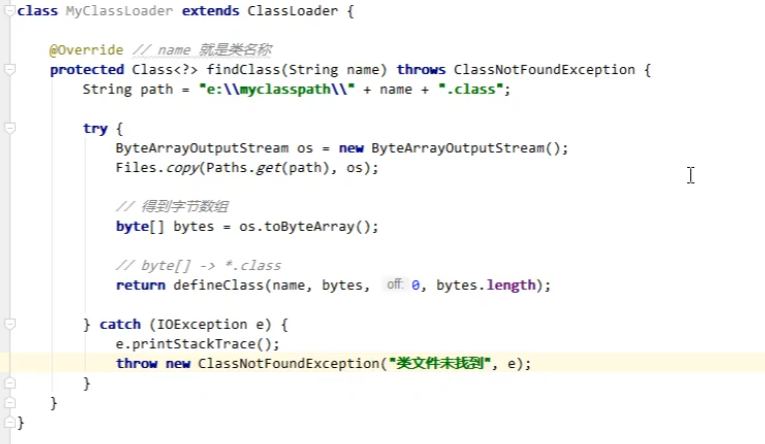 class MyClassLoader extends ClassLoader {
@Override // name 就是类名称
protected Class<?> findClass(String name) throws ClassNotFoundException {
String path = "e:\\myclasspath\\" + name + ".class";
try {
ByteArrayOutputStream os = new ByteArrayOutputStream();
Files.copy(Paths.get(path), os);
// 得到字节数组
byte[] bytes = os.toByteArray();
// byte[] -> *.class
return defineClass(name, bytes, off: 0, bytes.length);
} catch (IOException e) {
e.printStackTrace();
throw new ClassNotFoundException("类文件未找到", e);
}
}
}